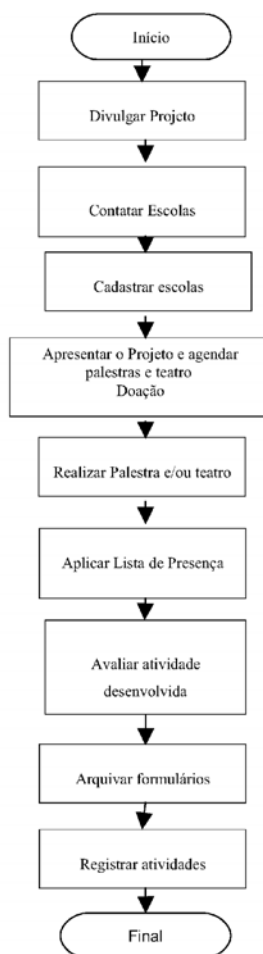 Inicio
Divulgar Projeto
Contatar Escolas
Cadastrar escolas
Apresentar o Projeto e agendar
palestras e teatro
Doação
Realizar Palestra e/ou teatro
Aplicar Lista de Presença
Avaliar atividade
desenvolvida
Arquivar formulários
Registrar atividades
Final